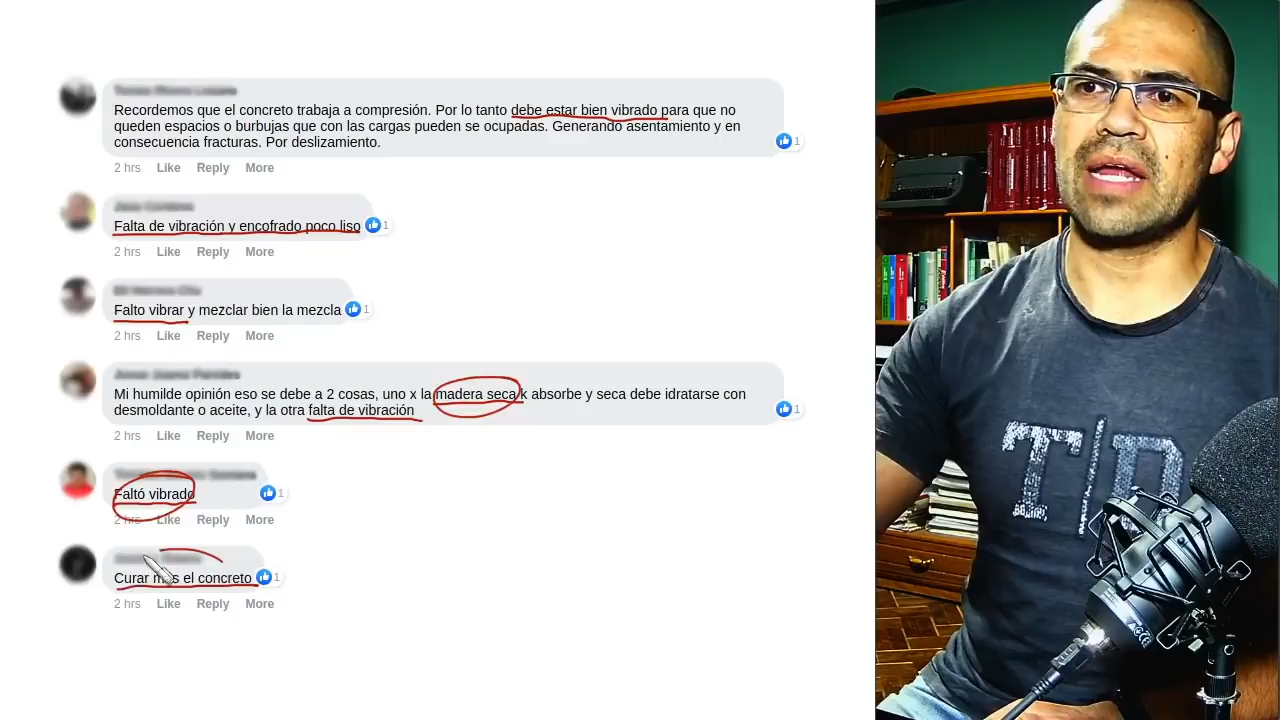 Recordemos que el concreto trabaja a compresión. Por lo tanto debe estar bien vibrado para que no
queden espacios o burbujas que con las cargas pueden se ocupadas. Generando asentamiento y en
consecuencia fracturas. Por deslizamiento.
1
2 hrs Like Reply More
Falta de vibración y encofrado poco liso
1
2 hrs Like Reply More
Falto vibrar y mezclar bien la mezcla
1
2 hrs Like Reply More
Mi humilde opinión eso se debe a 2 cosas, uno x la madera seca k absorbe y seca debe idratarse con
desmoldante o aceite, y la otra falta de vibración
1
2 hrs Like Reply More
Faltó vibrado
1
2 hrs Like Reply More
Curar más el concreto
1
2 hrs Like Reply More
T|D